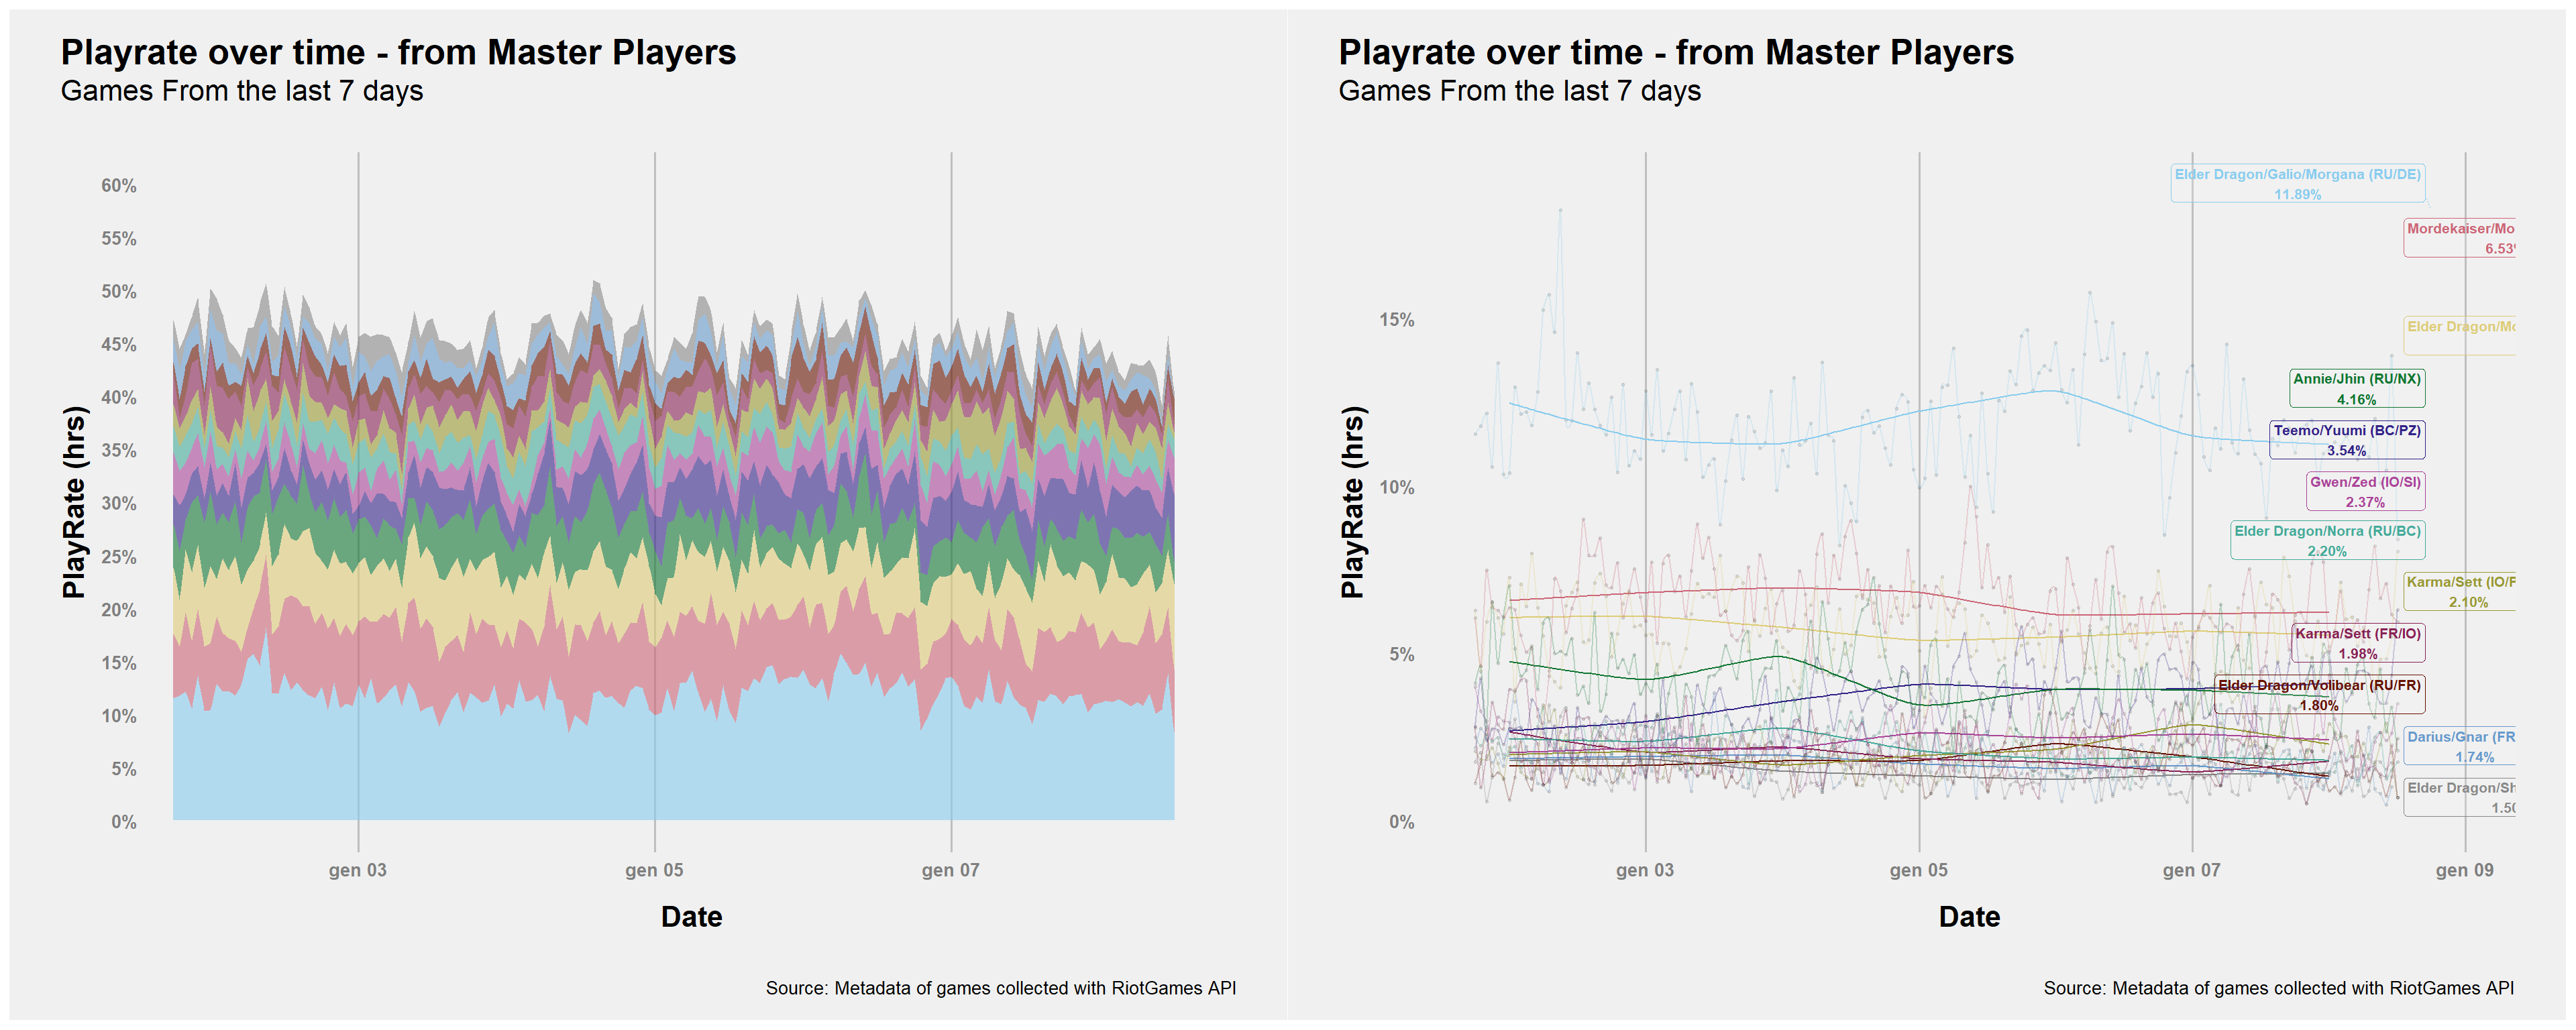 Playrate over time - from Master Players
Games From the last 7 days
60%
55%
50%
45%
40%
35%
30%
25%
20%
15%
10%
5%
0%
PlayRate (hrs)
gen 03
gen 05
gen 07
Date
Source: Metadata of games collected with RiotGames API
Playrate over time - from Master Players
Games From the last 7 days
15%
10%
5%
0%
PlayRate (hrs)
Elder Dragon/Galio/Morgana (RU/DE)
11.89%
Mordekaiser/Mo
6.53%
Elder Dragon/Mo
Annie/Jhin (RU/NX)
4.16%
Teemo/Yuumi (BC/PZ)
3.54%
Gwen/Zed (IO/SI)
2.37%
Elder Dragon/Norra (RU/BC)
2.20%
Karma/Sett (IO/F
2.10%
Karma/Sett (FR/IO)
1.98%
Elder Dragon/Volibear (RU/FR)
1.80%
Darius/Gnar (FR
1.74%
Elder Dragon/Sh
1.50
gen 03
gen 05
gen 07
gen 09
Date
Source: Metadata of games collected with RiotGames API